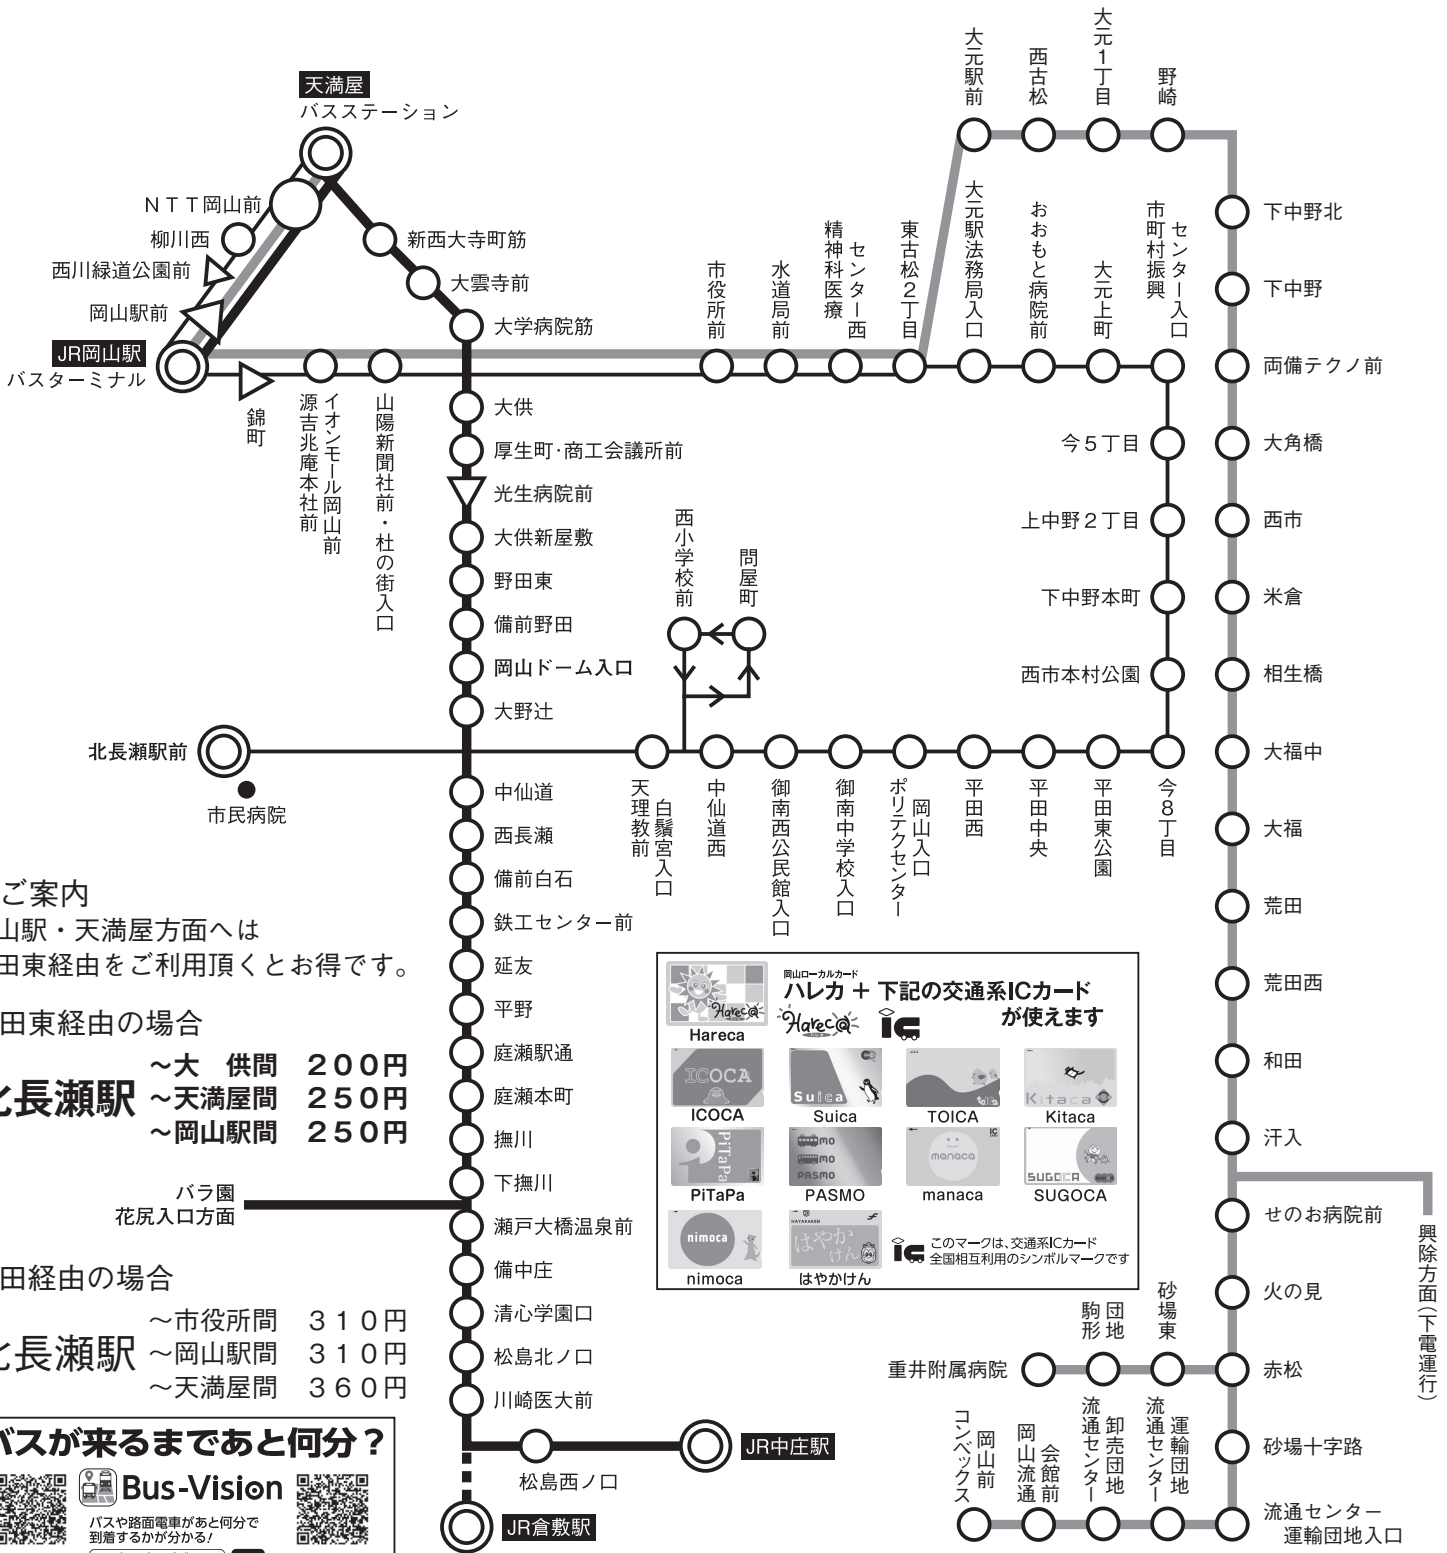 天満屋
バスステーション
NTT岡山前
柳川西
西川緑道公園前
岡山駅前
JR岡山駅
バスターミナル
新西大寺町筋
大雲寺前
大学病院筋
錦町
イオンモール岡山前
源吉兆庵本社前
山陽新聞社前・杜の街入口
市役所前
水道局前
精神科医療
センター西
東古松2丁目
大元駅前
西古松
大元1丁目
野崎
大元駅法務局入口
おおもと病院前
大元上町
市町村振興
センター入口
下中野北
下中野
両備テクノ前
大角橋
西市
米倉
相生橋
大福中
大福
荒田
荒田西
和田
汗入
せのお病院前
火の見
赤松
砂場十字路
流通センター
運輸団地入口
興除方面(下電運行)
今5丁目
上中野2丁目
下中野本町
西市本村公園
今8丁目
平田東公園
平田中央
平田西
ポリテクセンター
岡山入口
御南中学校入口
御南西公民館入口
中仙道西
天理教前
白鬚宮入口
西小学校前
問屋町
北長瀬駅前
市民病院
大供
厚生町・商工会議所前
光生病院前
大供新屋敷
野田東
備前野田
岡山ドーム入口
大野辻
中仙道
西長瀬
備前白石
鉄工センター前
延友
平野
庭瀬駅通
庭瀬本町
撫川
下撫川
バラ園
花尻入口方面
瀬戸大橋温泉前
備中庄
清心学園口
松島北ノ口
川崎医大前
松島西ノ口
JR中庄駅
JR倉敷駅
砂場東
駒形
団地
重井附属病院
コンベックス
岡山前
岡山流通
会館前
流通センター
卸売団地
流通センター
運輸団地
ご案内
山駅・天満屋方面へは
田東経由をご利用頂くとお得です。
田東経由の場合
長瀬駅
～大　供間　200円
～天満屋間　250円
～岡山駅間　250円
田経由の場合
長瀬駅
～市役所間　310円
～岡山駅間　310円
～天満屋間　360円
バスが来るまであと何分?
Bus-Vision
バスや路面電車があと何分で
到着するかが分かる!
岡山ローカルカード
ハレカ + 下記の交通系ICカード
が使えます
Hareca
Hareca
Hareca
IC
ICOCA
ICOCA
Suica
Suica
TOICA
TOICA
Kitaca
Kitaca
PiTaPa
PiTaPa
PASMO
PASMO
manaca
manaca
SUGOCA
SUGOCA
nimoca
nimoca
HAYAKAKEN
はやかけん
はやかけん
IC
このマークは、交通系ICカード
全国相互利用のシンボルマークです